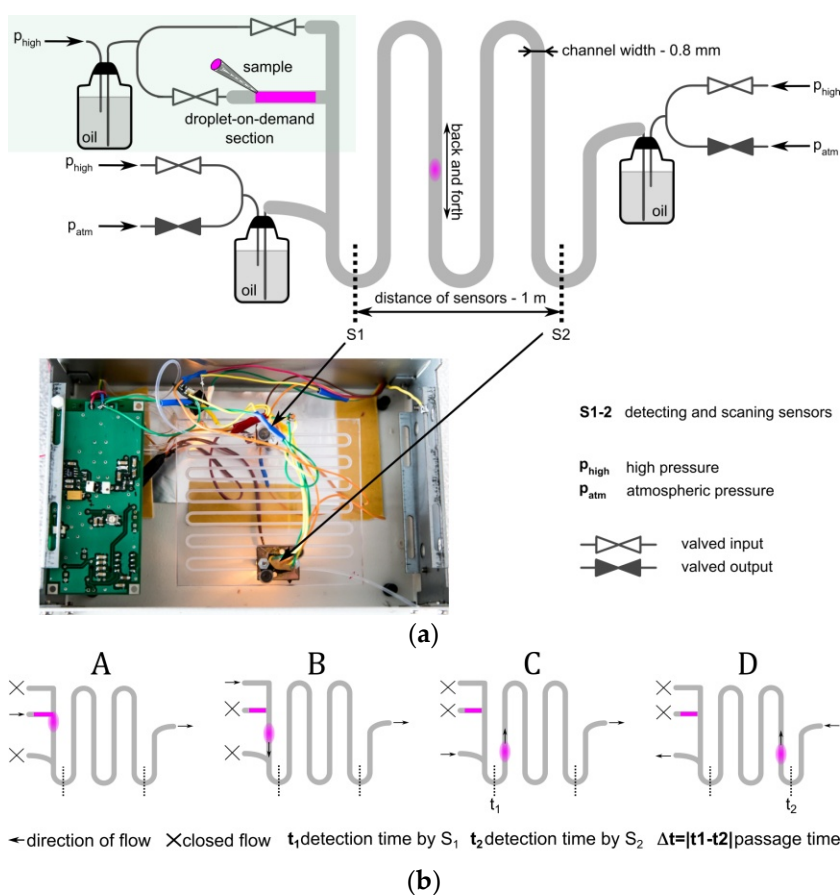 p_high
sample
oil
droplet-on-demand
section
channel width - 0.8 mm
p_high
p_atm
oil
back and forth
p_high
p_atm
oil
distance of sensors - 1 m
S1
S2
S1-2 detecting and scaning sensors
p_high high pressure
p_atm atmospheric pressure
valved input
valved output
(a)
A B C D
t₁ t₂
direction of flow closed flow t₁ detection time by S₁ t₂ detection time by S₂ Δt=|t1-t2| passage time
(b)